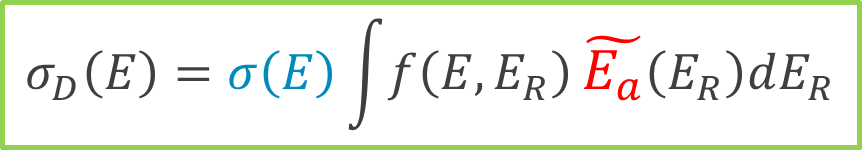 σ_D(E) = σ(E) ∫ f(E, E_R) \widetilde{E_a}(E_R)dE_R